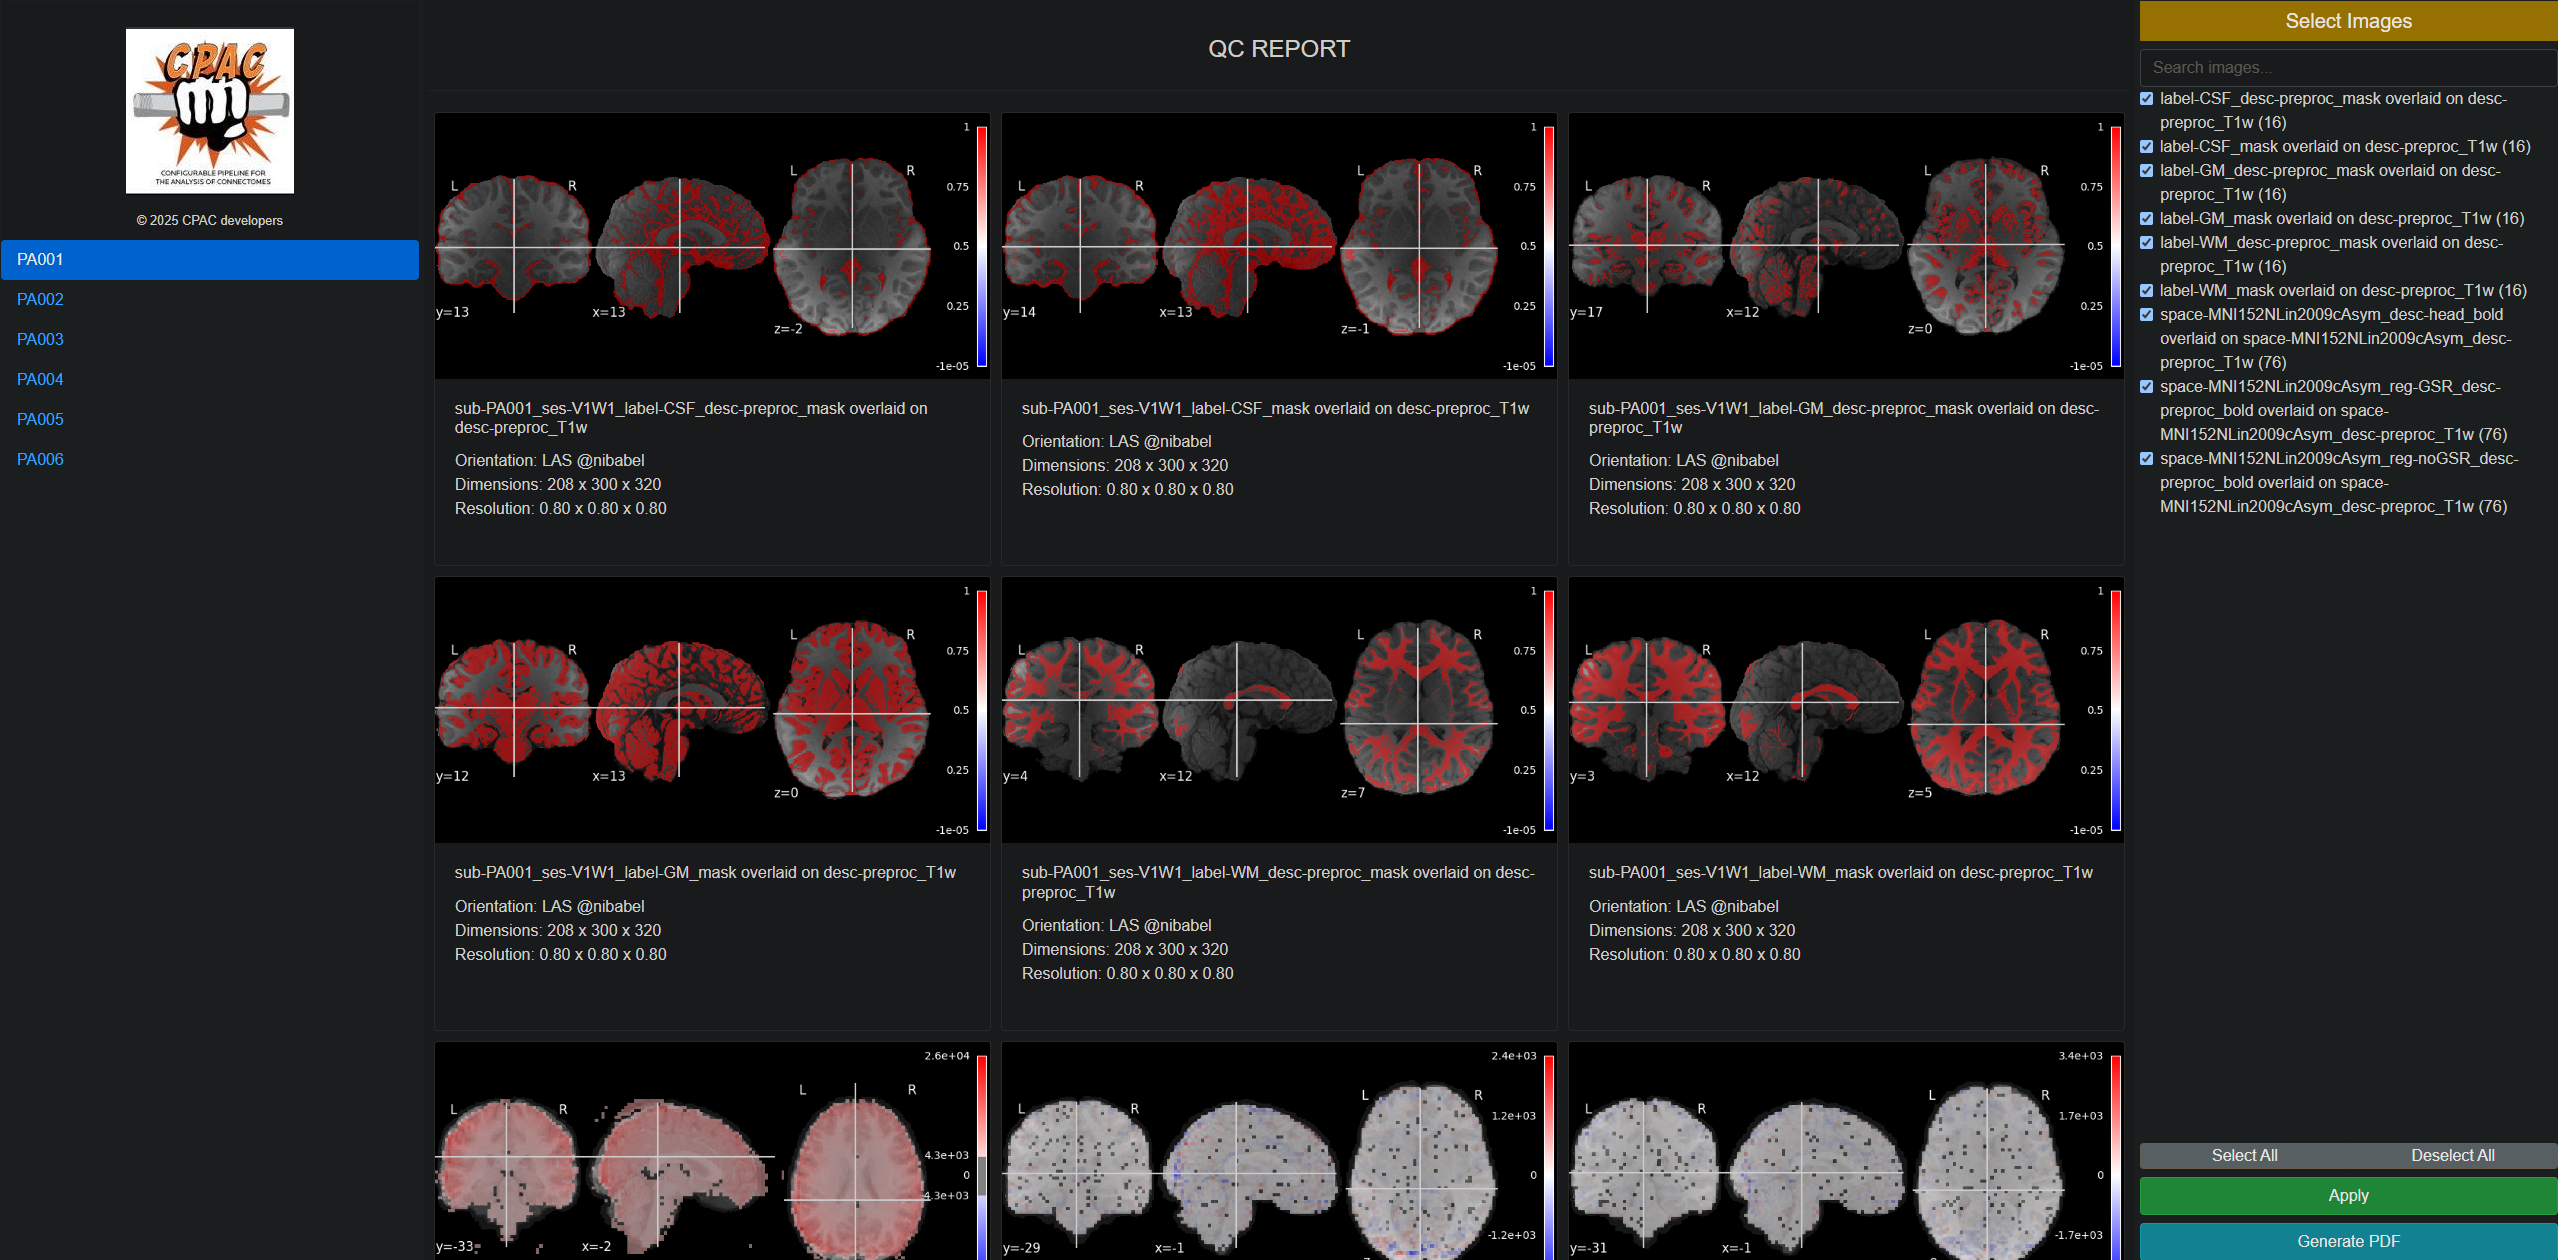 CPAC
CONFIGURABLE PIPELINE FOR
THE ANALYSIS OF CONNECTOMES
© 2025 CPAC developers
PA001
PA002
PA003
PA004
PA005
PA006
QC REPORT
L R L R
y=13 x=13 z=-2
1
0.75
0.5
0.25
-1e-05
sub-PA001_ses-V1W1_label-CSF_desc-preproc_mask overlaid on
desc-preproc_T1w
Orientation: LAS @nibabel
Dimensions: 208 x 300 x 320
Resolution: 0.80 x 0.80 x 0.80
L R L R
y=14 x=13 z=-1
1
0.75
0.5
0.25
-1e-05
sub-PA001_ses-V1W1_label-CSF_mask overlaid on desc-preproc_T1w
Orientation: LAS @nibabel
Dimensions: 208 x 300 x 320
Resolution: 0.80 x 0.80 x 0.80
L R L R
y=17 x=12 z=0
1
0.75
0.5
0.25
-1e-05
sub-PA001_ses-V1W1_label-GM_desc-preproc_mask overlaid on desc-
preproc_T1w
Orientation: LAS @nibabel
Dimensions: 208 x 300 x 320
Resolution: 0.80 x 0.80 x 0.80
L R L R
y=12 x=13 z=0
1
0.75
0.5
0.25
-1e-05
sub-PA001_ses-V1W1_label-GM_mask overlaid on desc-preproc_T1w
Orientation: LAS @nibabel
Dimensions: 208 x 300 x 320
Resolution: 0.80 x 0.80 x 0.80
L R L R
y=4 x=12 z=7
1
0.75
0.5
0.25
-1e-05
sub-PA001_ses-V1W1_label-WM_desc-preproc_mask overlaid on desc-
preproc_T1w
Orientation: LAS @nibabel
Dimensions: 208 x 300 x 320
Resolution: 0.80 x 0.80 x 0.80
L R L R
y=3 x=12 z=5
1
0.75
0.5
0.25
-1e-05
sub-PA001_ses-V1W1_label-WM_mask overlaid on desc-preproc_T1w
Orientation: LAS @nibabel
Dimensions: 208 x 300 x 320
Resolution: 0.80 x 0.80 x 0.80
L R L R
y=-33 x=-2
2.6e+04
4.3e+03
0
4.3e+03
L R L R
y=-29 x=-1
2.4e+03
1.2e+03
0
-1.2e+03
L R L R
y=-31 x=-1
3.4e+03
1.7e+03
0
-1.7e+03
Select Images
Search images...
label-CSF_desc-preproc_mask overlaid on desc-
preproc_T1w (16)
label-CSF_mask overlaid on desc-preproc_T1w (16)
label-GM_desc-preproc_mask overlaid on desc-
preproc_T1w (16)
label-GM_mask overlaid on desc-preproc_T1w (16)
label-WM_desc-preproc_mask overlaid on desc-
preproc_T1w (16)
label-WM_mask overlaid on desc-preproc_T1w (16)
space-MNI152NLin2009cAsym_desc-head_bold
overlaid on space-MNI152NLin2009cAsym_desc-
preproc_T1w (76)
space-MNI152NLin2009cAsym_reg-GSR_desc-
preproc_bold overlaid on space-
MNI152NLin2009cAsym_desc-preproc_T1w (76)
space-MNI152NLin2009cAsym_reg-noGSR_desc-
preproc_bold overlaid on space-
MNI152NLin2009cAsym_desc-preproc_T1w (76)
Select All Deselect All
Apply
Generate PDF